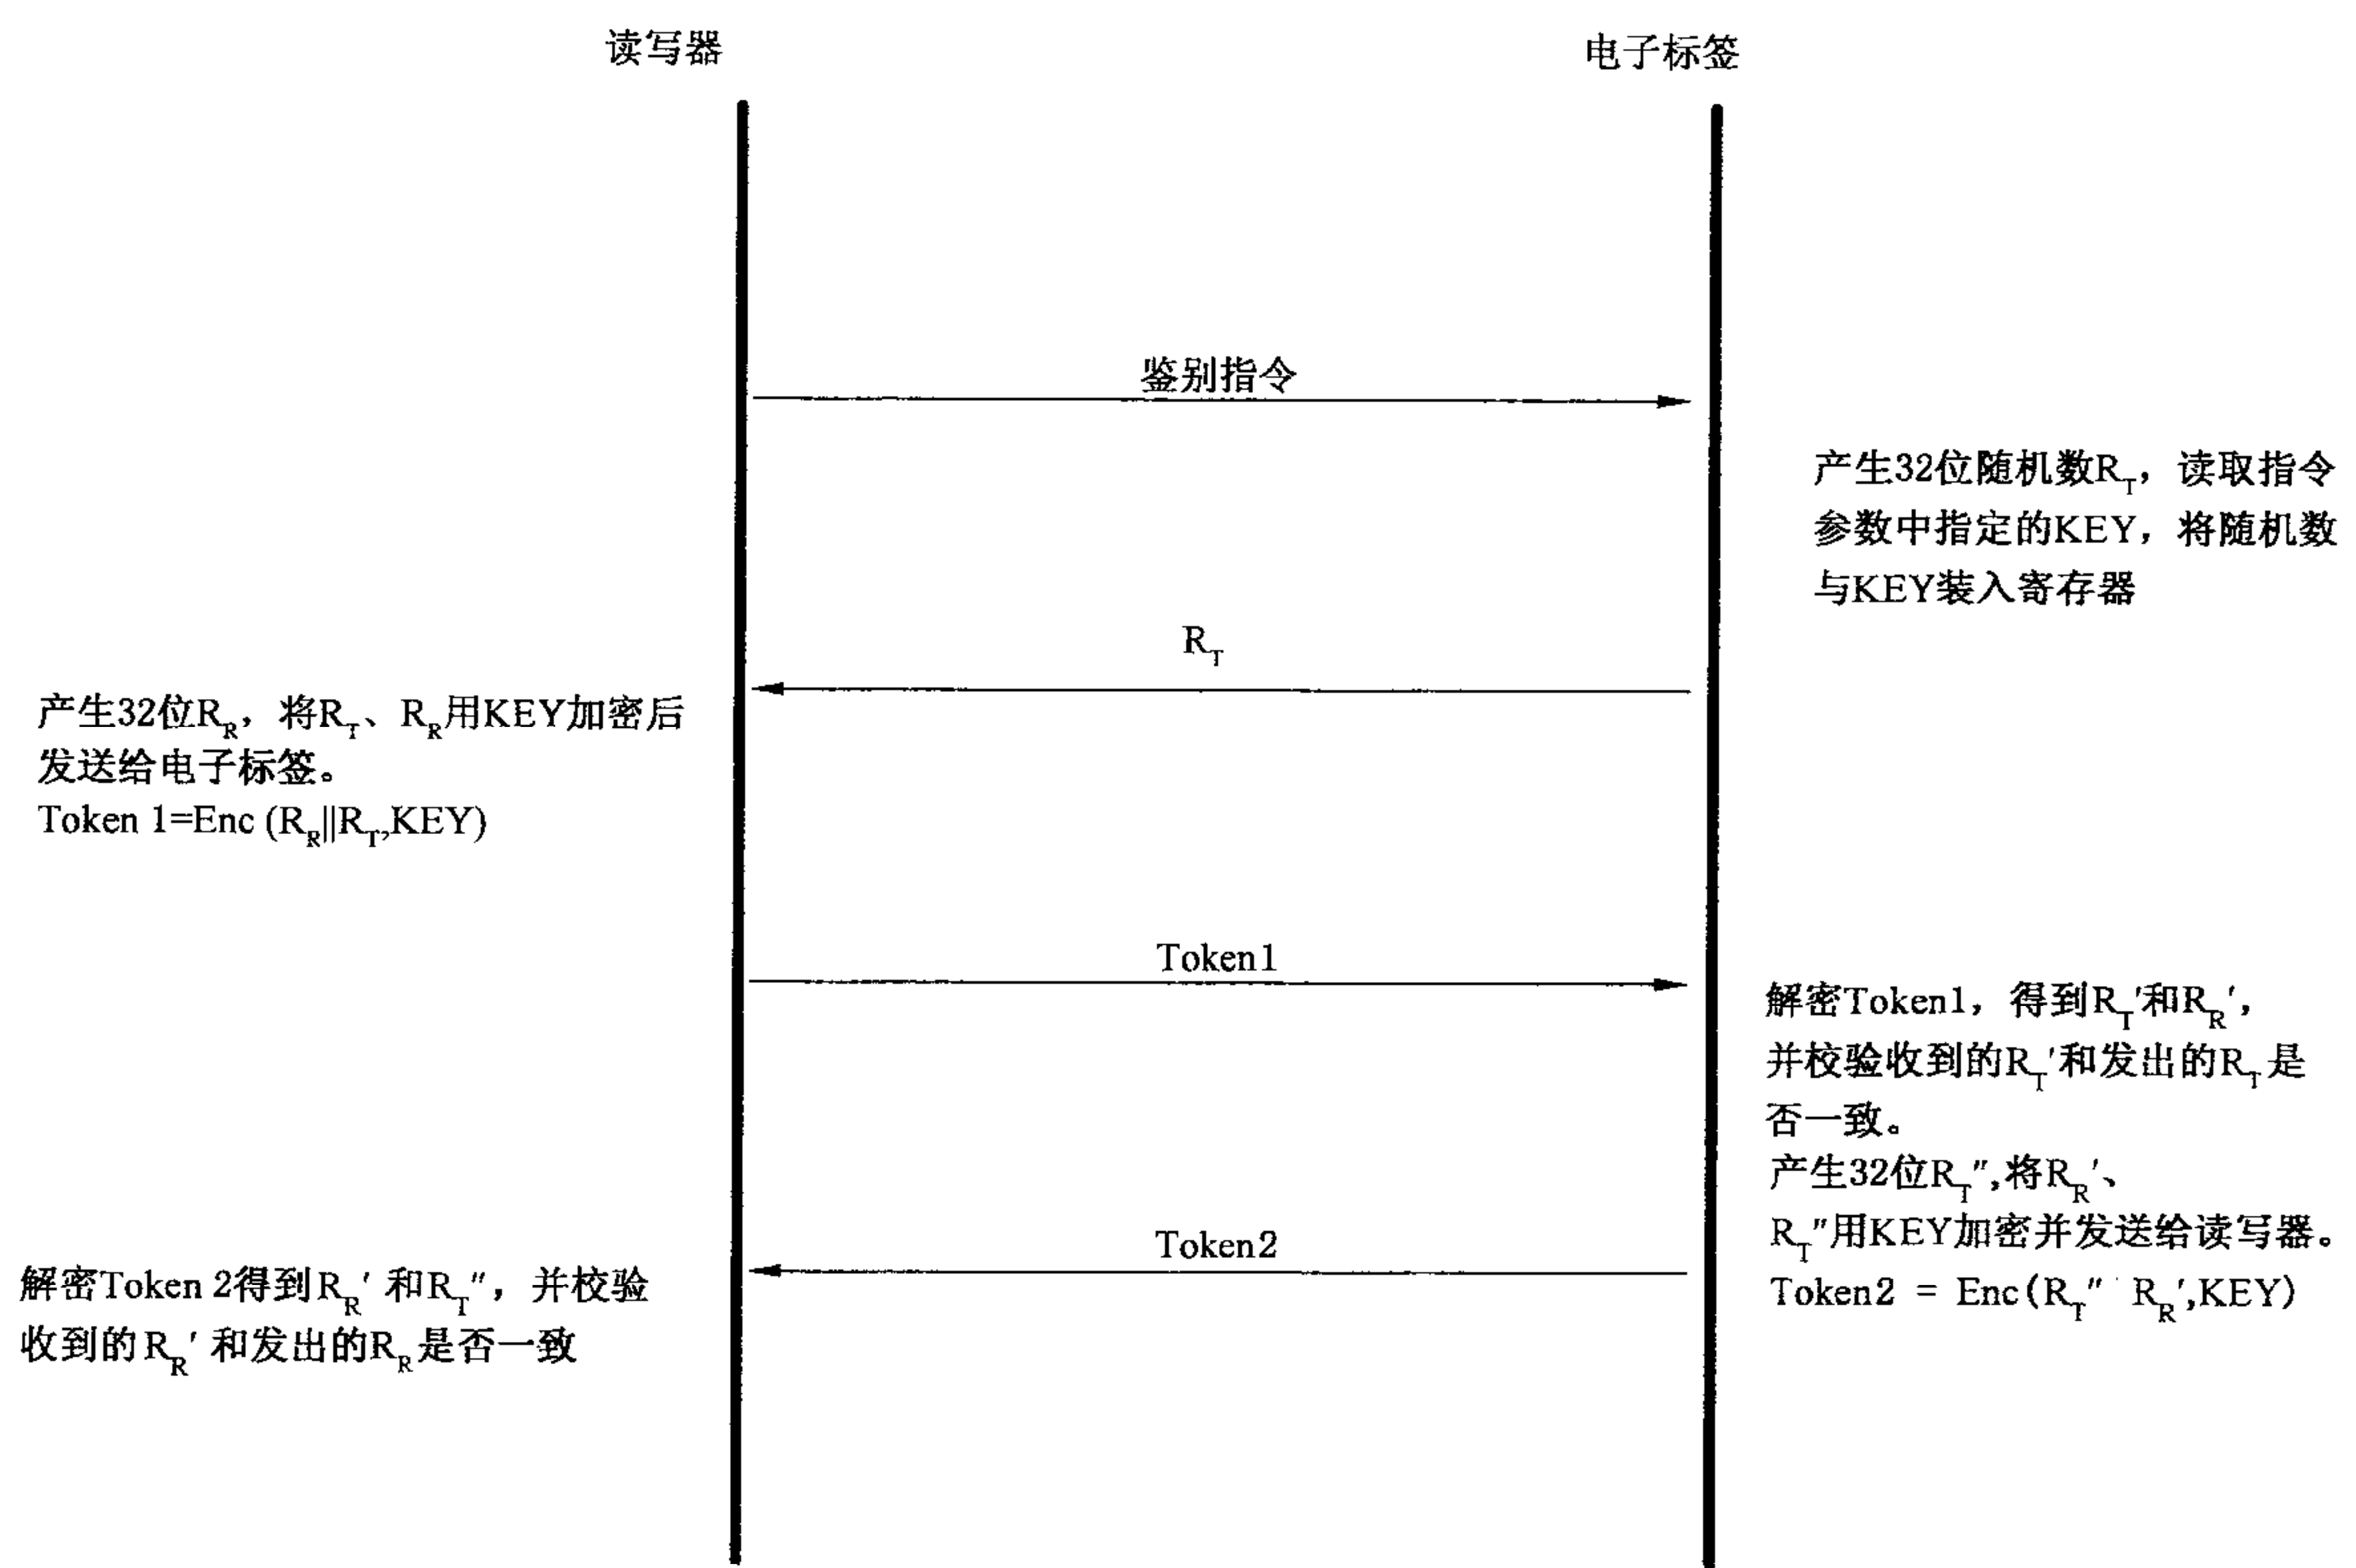 读写器
电子标签
鉴别指令
产生32位随机数R_T，读取指令
参数中指定的KEY，将随机数
与KEY装入寄存器
R_T
产生32位R_R，将R_T、R_R用KEY加密后
发送给电子标签。
Token 1=Enc (R_R||R_T,KEY)
Token1
解密Token1，得到R_T′和R_R′，
并校验收到的R_T′和发出的R_T是
否一致。
产生32位R_T″,将R_R′、
R_T″用KEY加密并发送给读写器。
Token2 = Enc(R_T″ R_R′,KEY)
Token2
解密Token 2得到R_R′ 和R_T″，并校验
收到的R_R′ 和发出的R_R是否一致